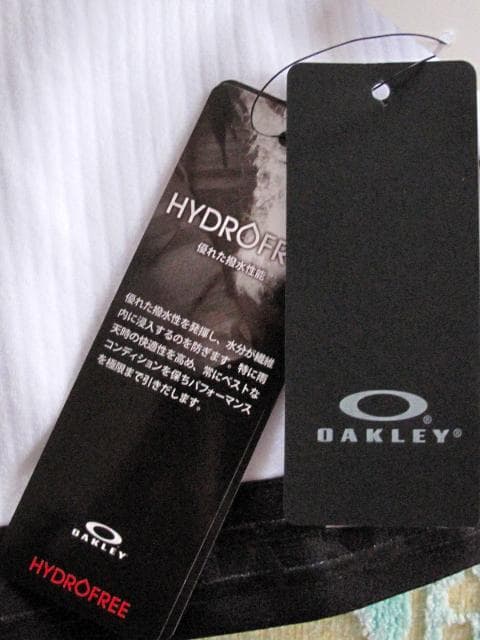 HYDROFRE
優れた撥水性能
優れた撥水性を発揮し、水分が繊維
内に浸入するのを防ぎます。特に雨
天時の快適性を高め、常にベストな
コンディションを保ちパフォーマンス
を極限まで引きだします。
OAKLEY
HYDROFREE
®
OAKLEY®